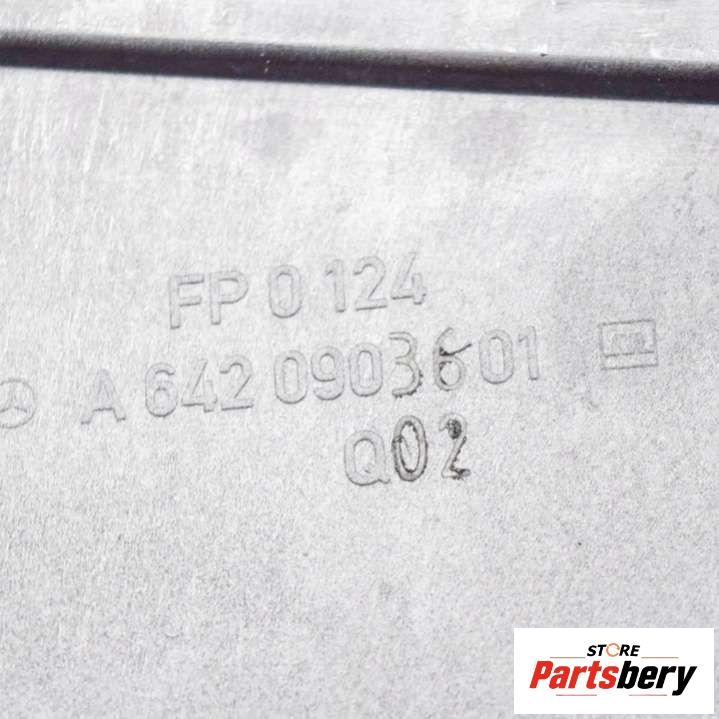 FP 0 124
A 642 0903601
Q02
STORE
Partsbery